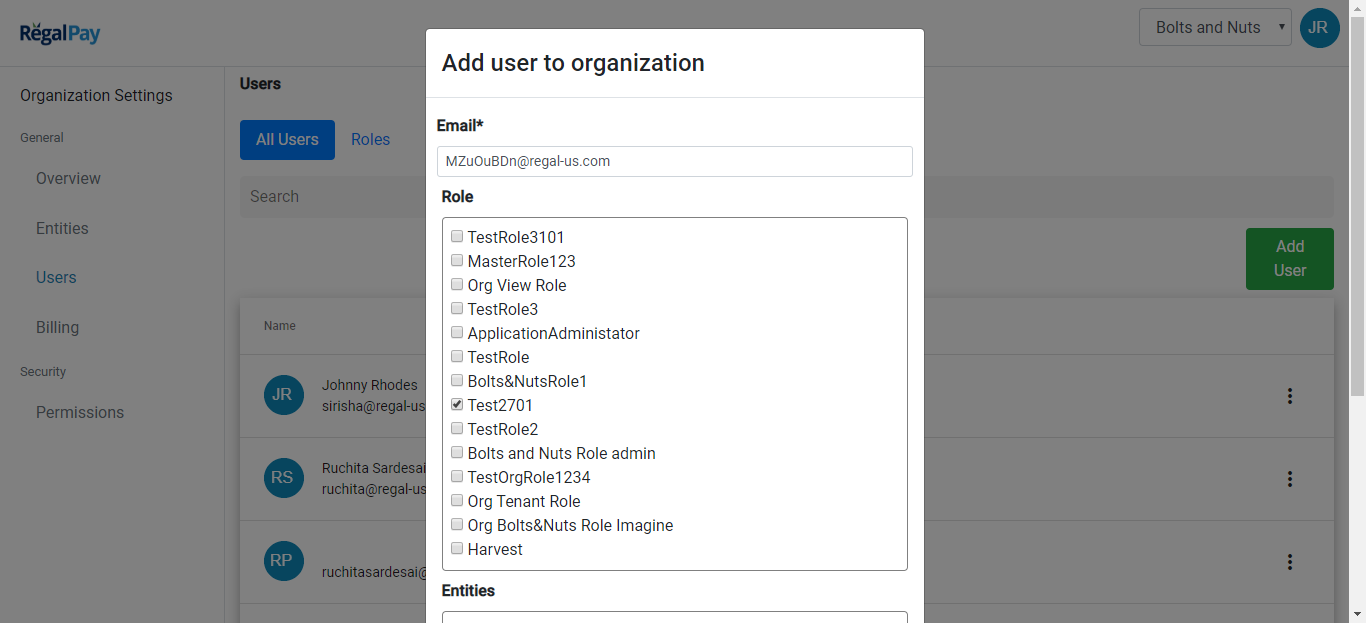 RegalPay
Bolts and Nuts
JR
Organization Settings
General
Overview
Entities
Users
Billing
Security
Permissions
Users
All Users
Roles
Search
Add
User
Name
JR
Johnny Rhodes
sirisha@regal-us
RS
Ruchita Sardesai
ruchita@regal-us
RP
ruchitasardesai@
Add user to organization
Email*
MZuOuBDn@regal-us.com
Role
TestRole3101
MasterRole123
Org View Role
TestRole3
ApplicationAdministator
TestRole
Bolts&NutsRole1
Test2701
TestRole2
Bolts and Nuts Role admin
TestOrgRole1234
Org Tenant Role
Org Bolts&Nuts Role Imagine
Harvest
Entities